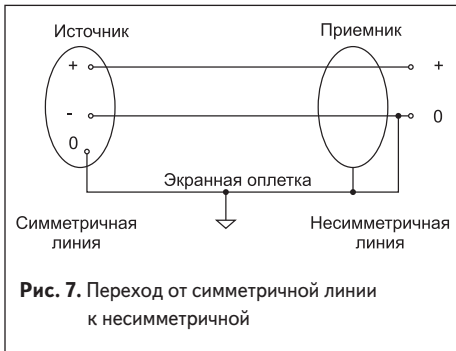 Источник Приемник
+ +
- 0
0
Экранная оплетка
Симметричная линия
Несимметричная линия
Рис. 7. Переход от симметричной линии
к несимметричной